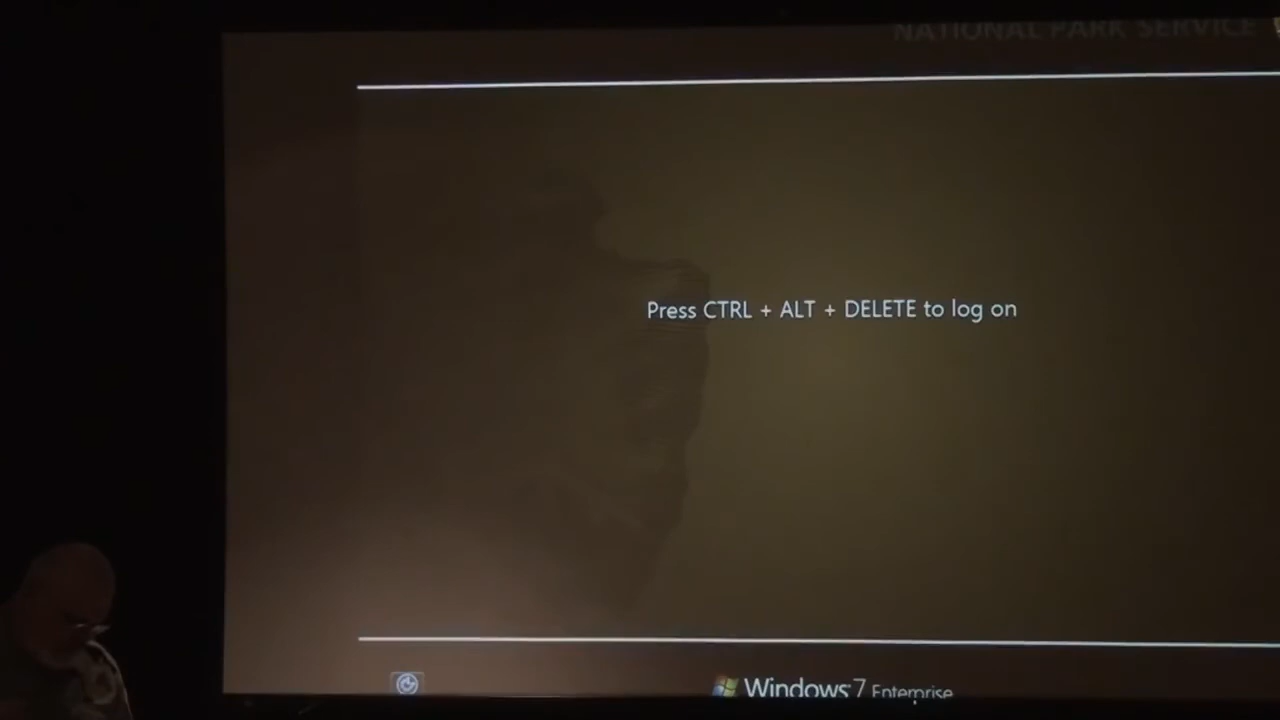 NATIONAL PARK SERVICE
Press CTRL + ALT + DELETE to log on
Windows 7 Enterprise